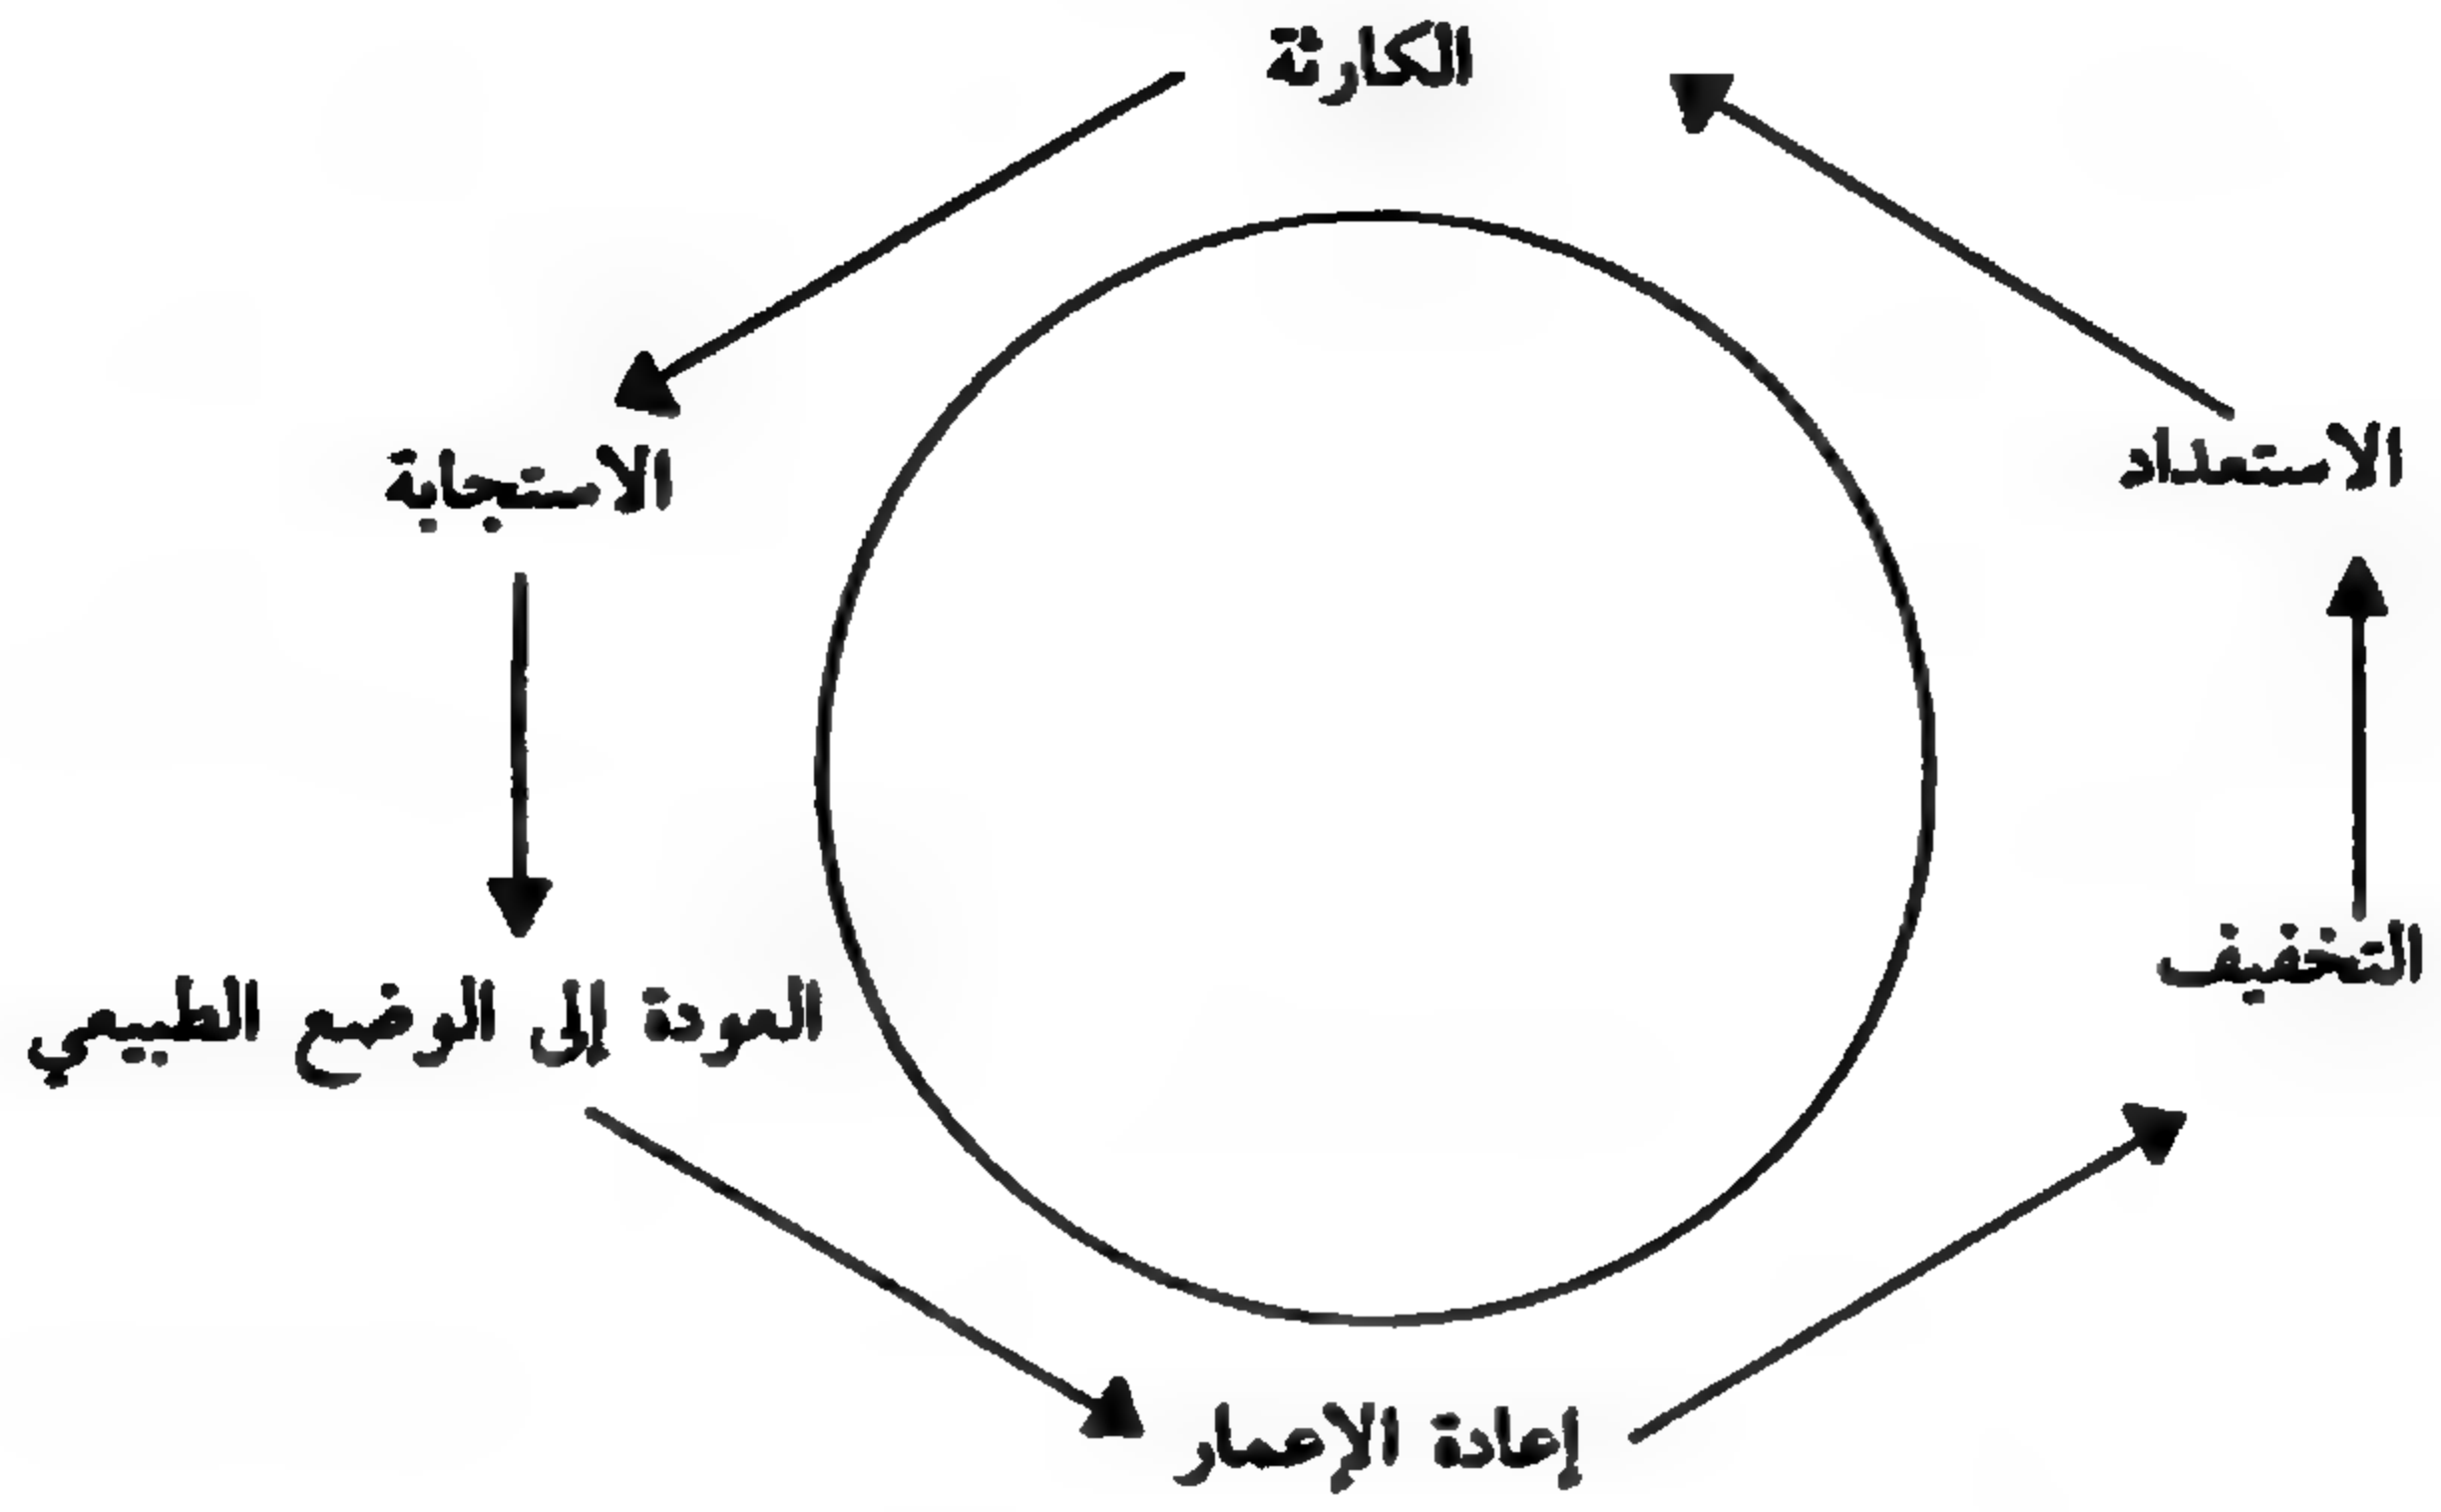 الكارثة
الاستعداد
الاستجابة
التخفيف
العودة إلى الوضع الطبيعي
إعادة الإعمار